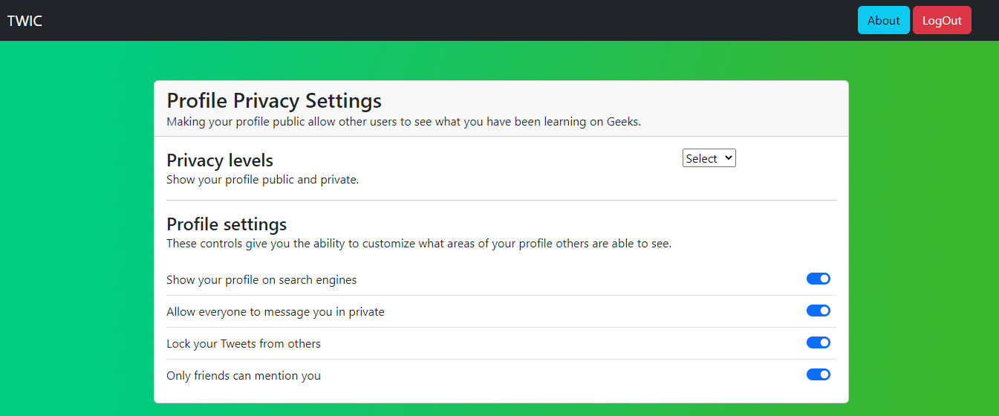 TWIC
About
LogOut
Profile Privacy Settings
Making your profile public allow other users to see what you have been learning on Geeks.
Privacy levels
Select
Show your profile public and private.
Profile settings
These controls give you the ability to customize what areas of your profile others are able to see.
Show your profile on search engines
Allow everyone to message you in private
Lock your Tweets from others
Only friends can mention you